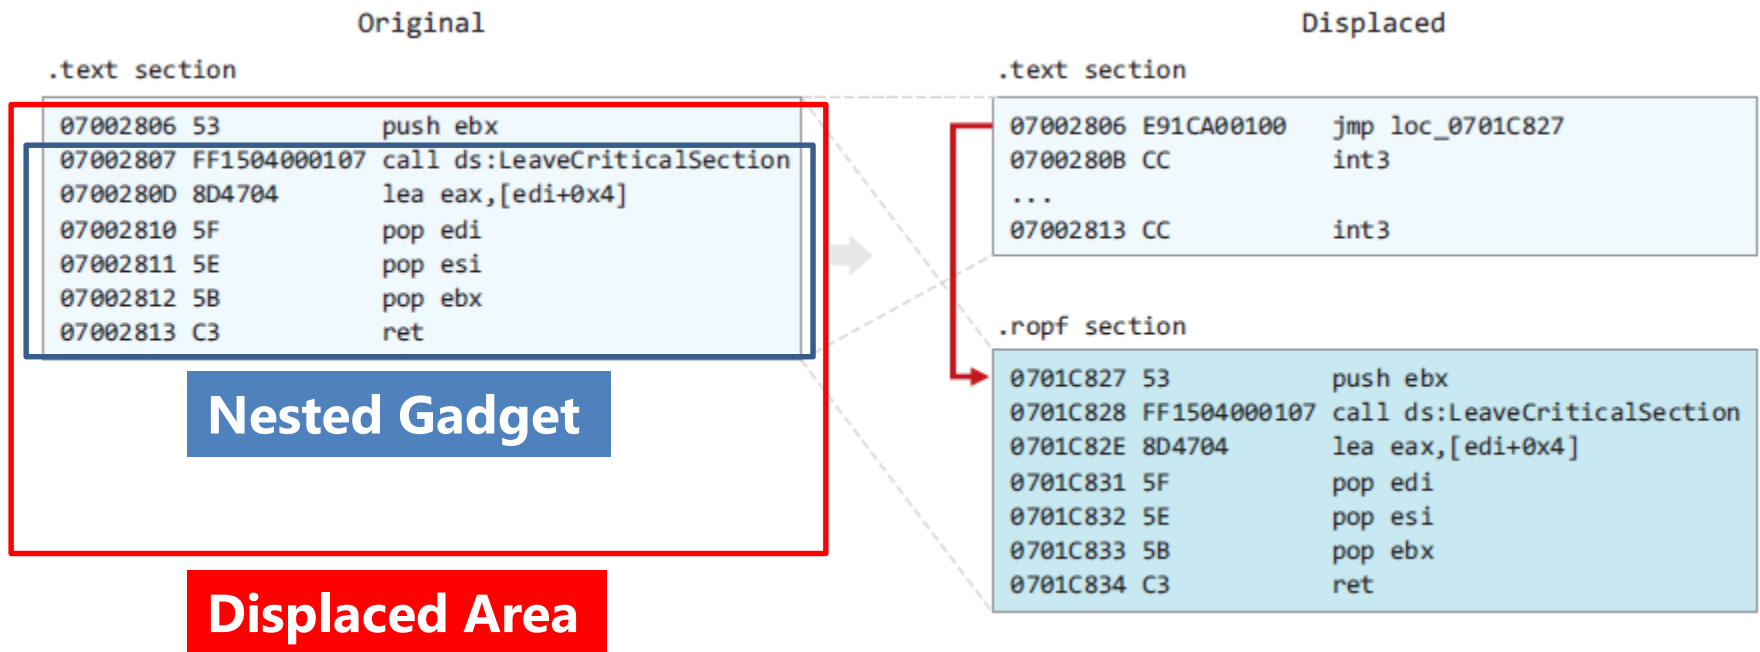 Original
.text section
07002806 53 push ebx
07002807 FF1504000107 call ds:LeaveCriticalSection
0700280D 8D4704 lea eax,[edi+0x4]
07002810 5F pop edi
07002811 5E pop esi
07002812 5B pop ebx
07002813 C3 ret
Nested Gadget
Displaced Area
Displaced
.text section
07002806 E91CA00100 jmp loc_0701C827
0700280B CC int3
...
07002813 CC int3
.ropf section
0701C827 53 push ebx
0701C828 FF1504000107 call ds:LeaveCriticalSection
0701C82E 8D4704 lea eax,[edi+0x4]
0701C831 5F pop edi
0701C832 5E pop esi
0701C833 5B pop ebx
0701C834 C3 ret